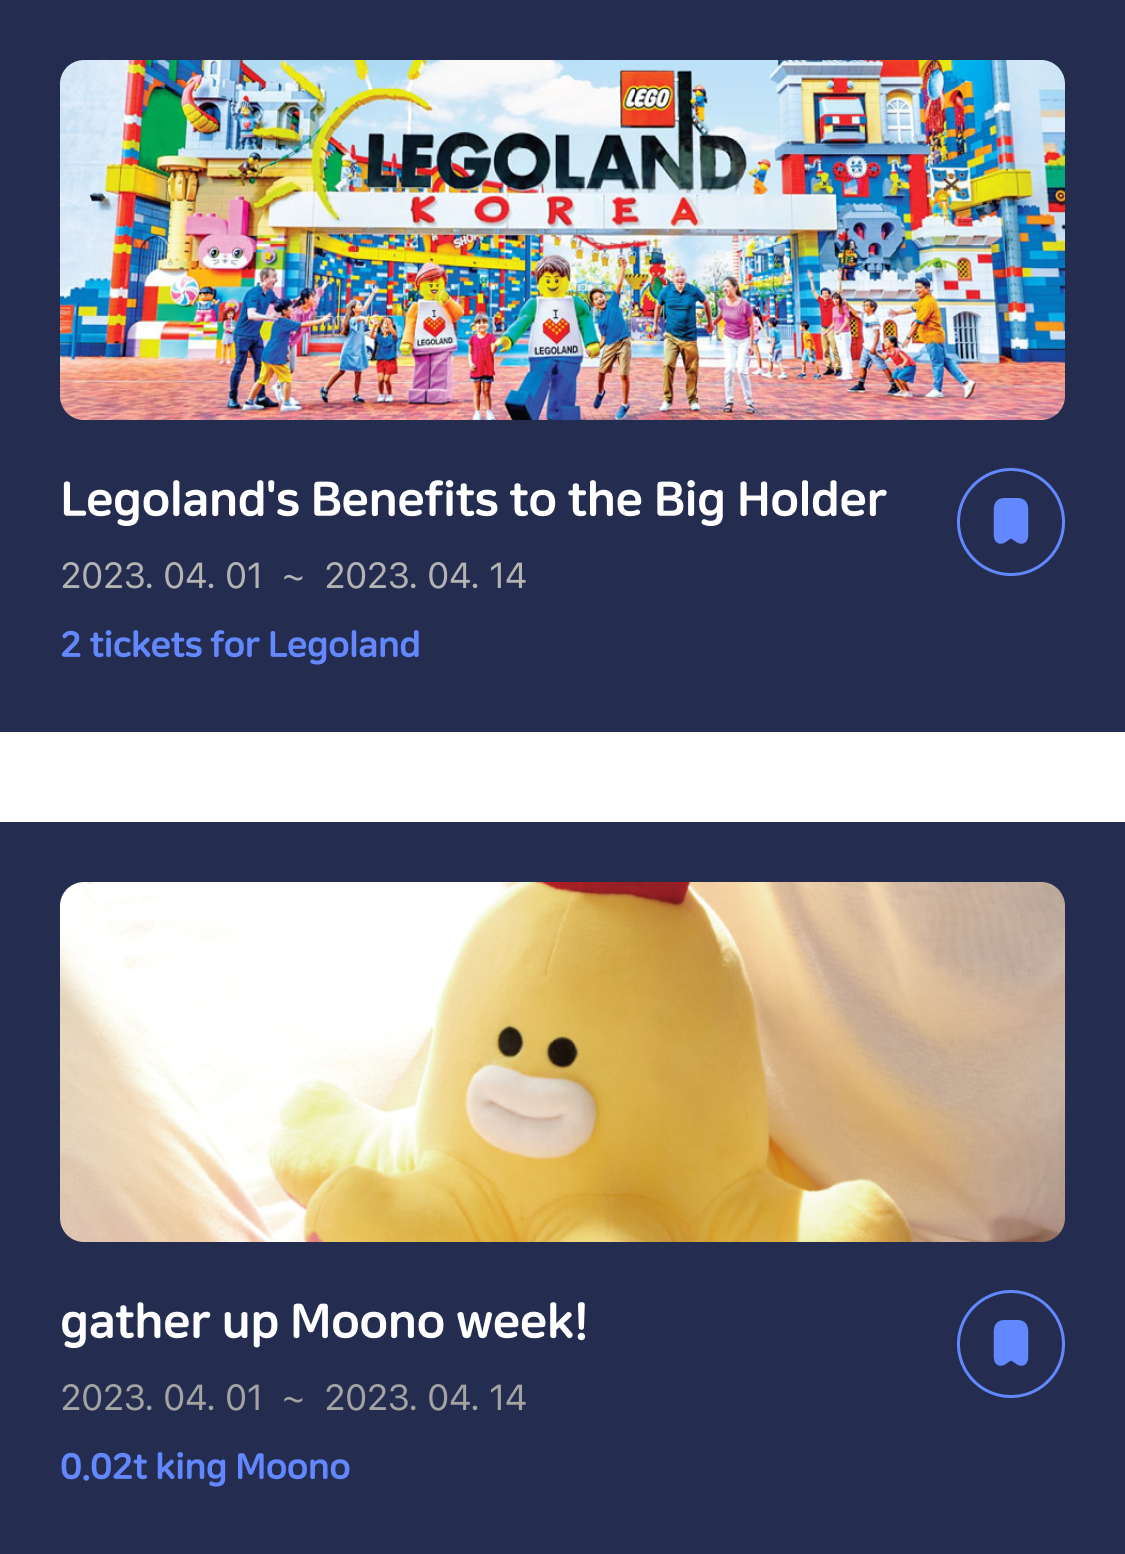 LEGO
LEGOLAND
KOREA
I
LEGOLAND
I
LEGOLAND
Legoland's Benefits to the Big Holder
2023. 04. 01 ~ 2023. 04. 14
2 tickets for Legoland
gather up Moono week!
2023. 04. 01 ~ 2023. 04. 14
0.02t king Moono